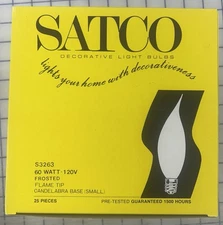 SATCO
DECORATIVE LIGHT BULBS
lights your home with decorativeness
S3263
60 WATT · 120V
FROSTED
FLAME TIP
CANDELABRA BASE (SMALL)
25 PIECES
PRE-TESTED GUARANTEED 1500 HOURS